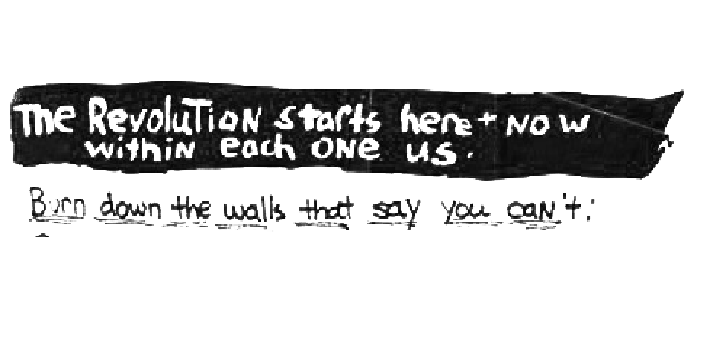 The Revolution starts here + NOW
within each one us.
Burn down the walls that say you can't: